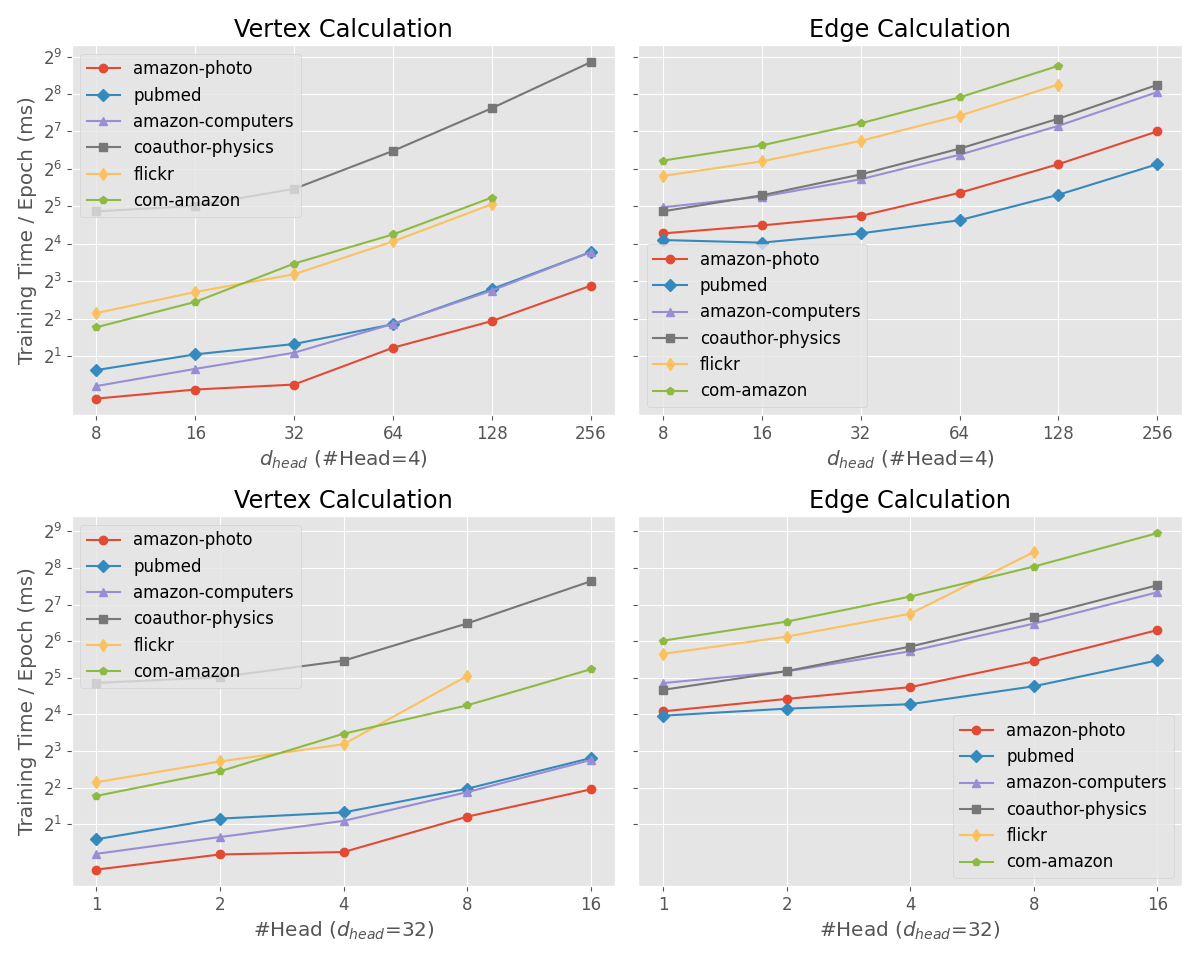 Vertex Calculation
Training Time / Epoch (ms)
2^9
2^8
2^7
2^6
2^5
2^4
2^3
2^2
2^1
amazon-photo
pubmed
amazon-computers
coauthor-physics
flickr
com-amazon
8 16 32 64 128 256
d_head (#Head=4)
Edge Calculation
amazon-photo
pubmed
amazon-computers
coauthor-physics
flickr
com-amazon
8 16 32 64 128 256
d_head (#Head=4)
Vertex Calculation
Training Time / Epoch (ms)
2^9
2^8
2^7
2^6
2^5
2^4
2^3
2^2
2^1
amazon-photo
pubmed
amazon-computers
coauthor-physics
flickr
com-amazon
1 2 4 8 16
#Head (d_head=32)
Edge Calculation
amazon-photo
pubmed
amazon-computers
coauthor-physics
flickr
com-amazon
1 2 4 8 16
#Head (d_head=32)